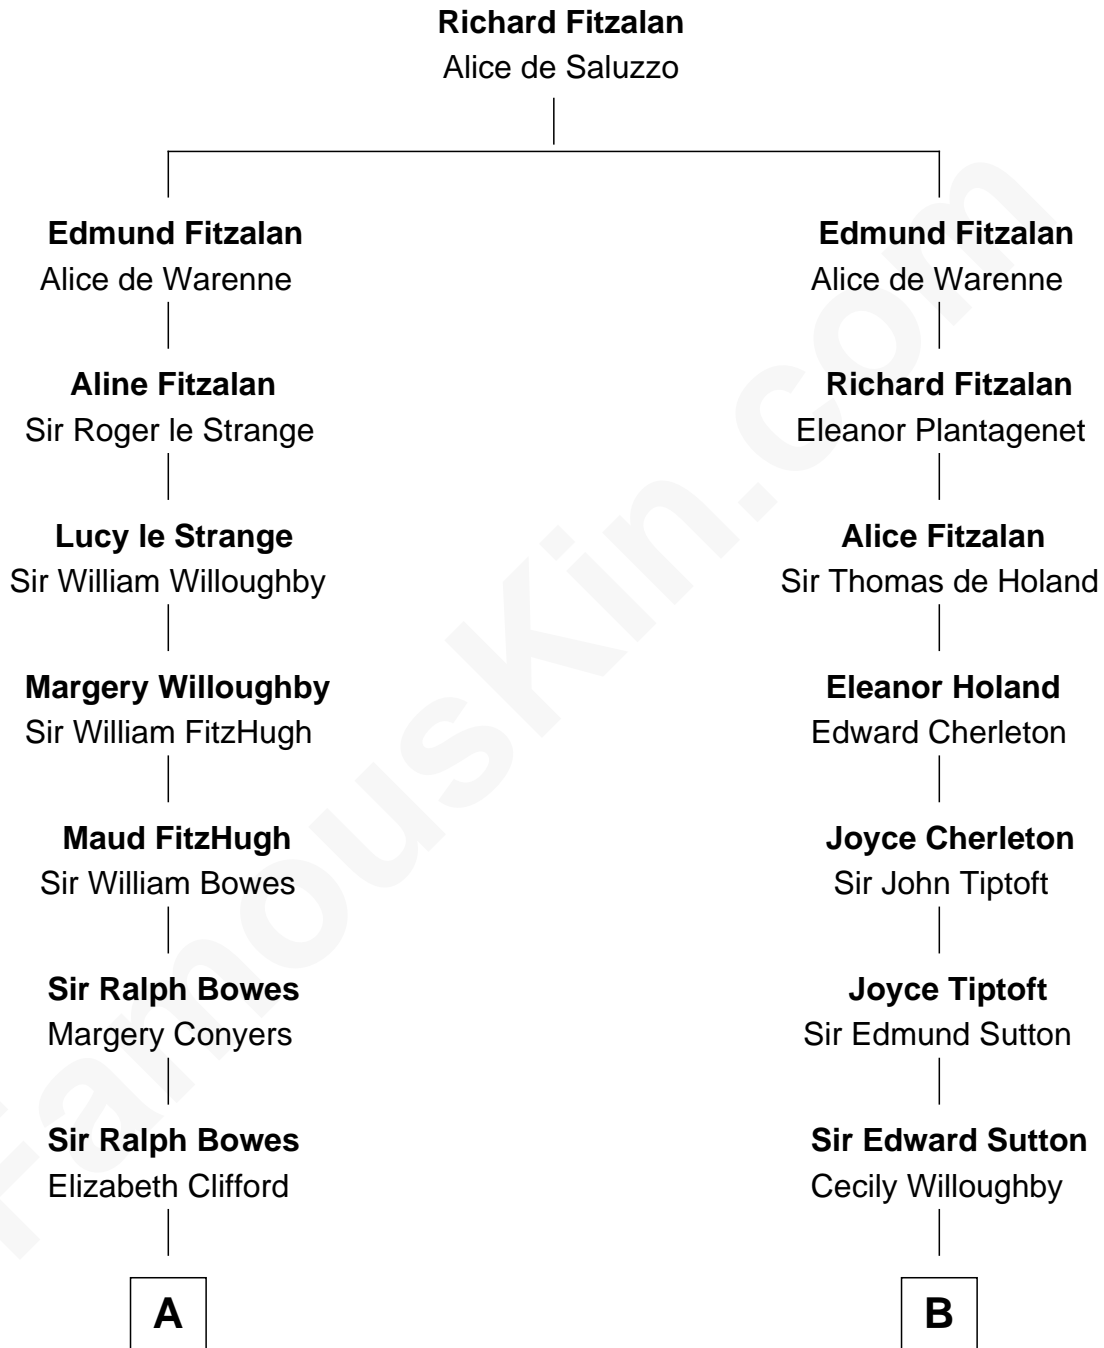 Richard Fitzalan
Alice de Saluzzo
Edmund Fitzalan
Alice de Warenne
Edmund Fitzalan
Alice de Warenne
Aline Fitzalan
Sir Roger le Strange
Richard Fitzalan
Eleanor Plantagenet
Lucy le Strange
Sir William Willoughby
Alice Fitzalan
Sir Thomas de Holand
Margery Willoughby
Sir William FitzHugh
Eleanor Holand
Edward Cherleton
Maud FitzHugh
Sir William Bowes
Joyce Cherleton
Sir John Tiptoft
Sir Ralph Bowes
Margery Conyers
Joyce Tiptoft
Sir Edmund Sutton
Sir Ralph Bowes
Elizabeth Clifford
Sir Edward Sutton
Cecily Willoughby
A
B
FamousKin.com